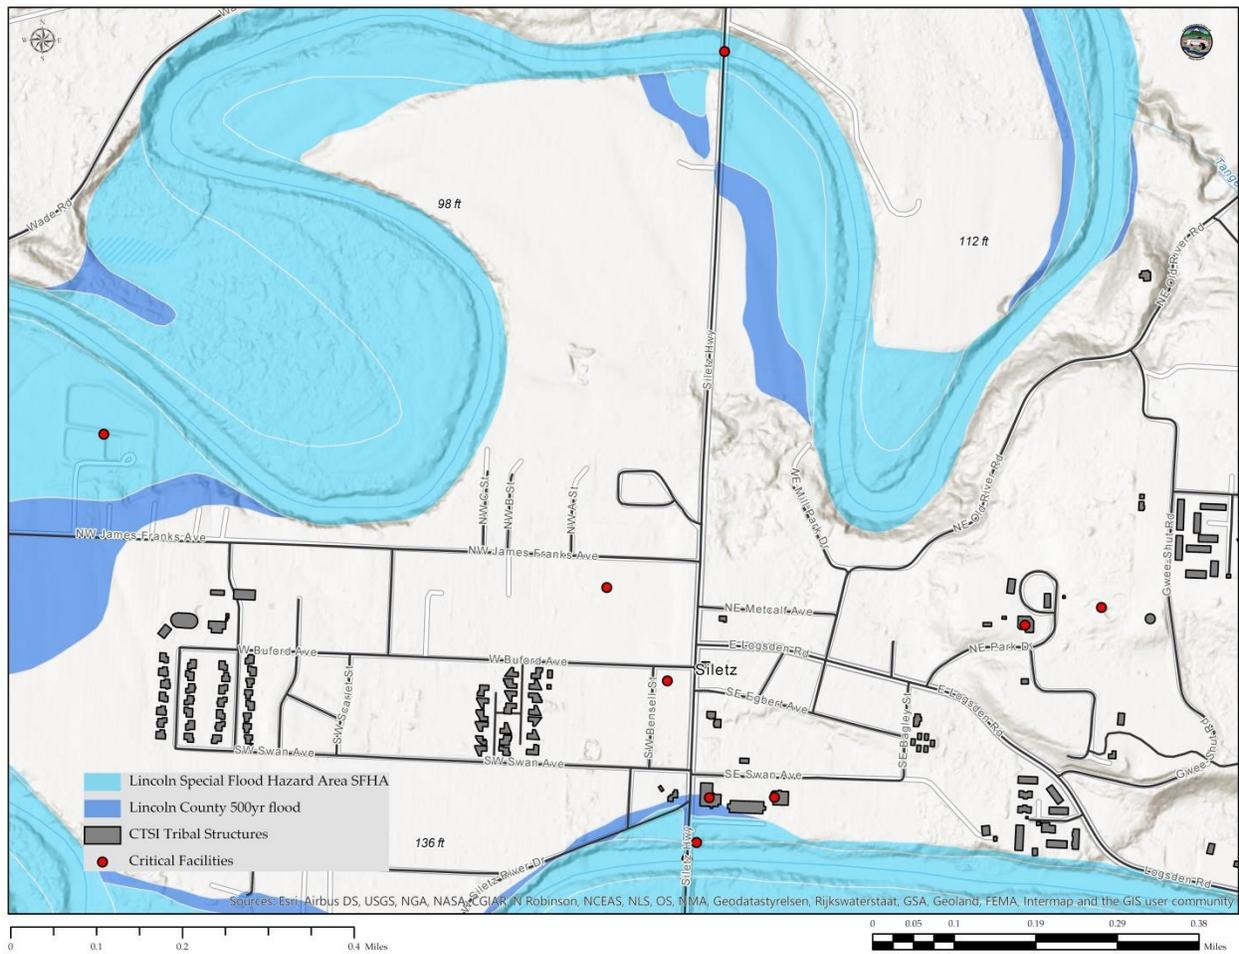 Wade Rd
98 ft
112 ft
NE Old River Rd
Siletz Hwy
NW C St
NW B St
NW A St
NE Mill Park Dr
NE Old River Rd
Gwee-Shut Rd
NW James Franks Ave
NW James Franks Ave
NE Metcalf Ave
E Logsden Rd
NE Park Dr
W Buford Ave
W Buford Ave
Siletz
SW Scarlet St
SW Bensell St
SE Egbert Ave
SE Bagley St
E Logsden Rd
Gwee-Shut Rd
SW Swan Ave
SW Swan Ave
SE Swan Ave
Lincoln Special Flood Hazard Area SFHA
Lincoln County 500yr flood
CTSI Tribal Structures
Critical Facilities
136 ft
Siletz River Dr
Siletz Hwy
Logsden Rd
Sources: Esri, Airbus DS, USGS, NGA, NASA, CGIAR, N Robinson, NCEAS, NLS, OS, NMA, Geodatastyrelsen, Rijkswaterstaat, GSA, Geoland, FEMA, Intermap and the GIS user community
0 0.1 0.2 0.4 Miles
0 0.05 0.1 0.19 0.29 0.38 Miles